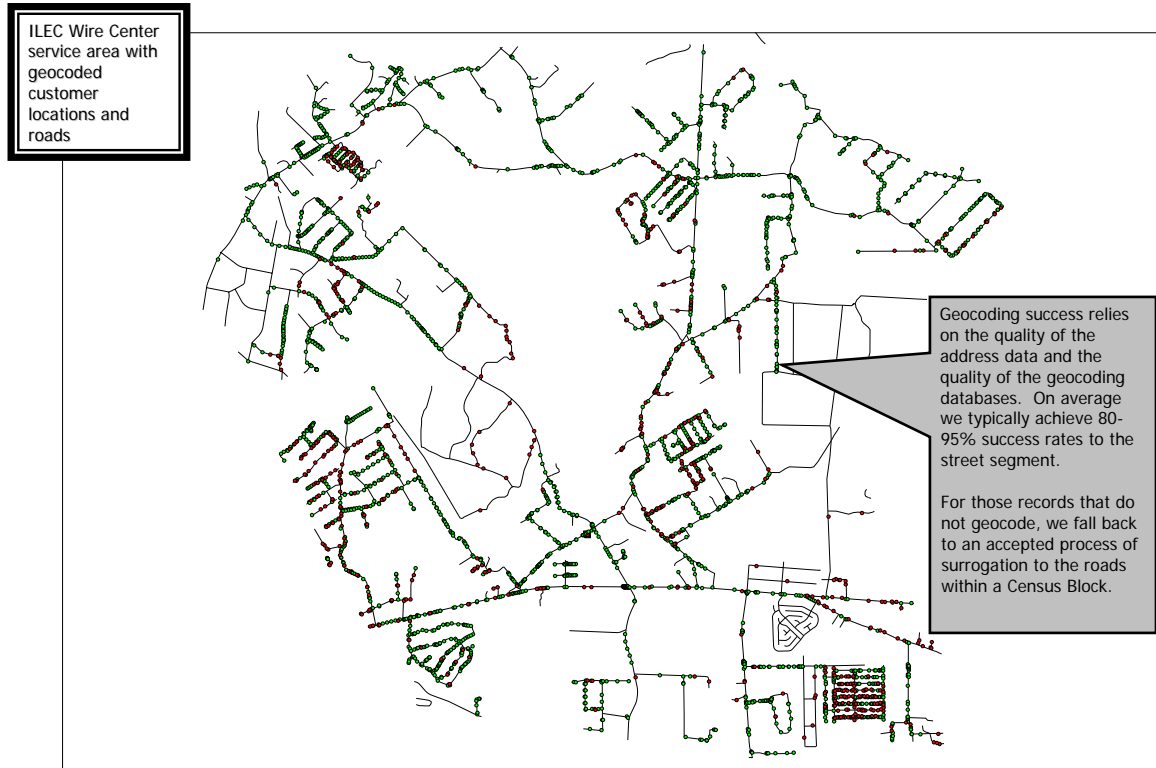 ILEC Wire Center
service area with
geocoded
customer
locations and
roads
Geocoding success relies
on the quality of the
address data and the
quality of the geocoding
databases.  On average
we typically achieve 80-
95% success rates to the
street segment.
For those records that do
not geocode, we fall back
to an accepted process of
surrogation to the roads
within a Census Block.